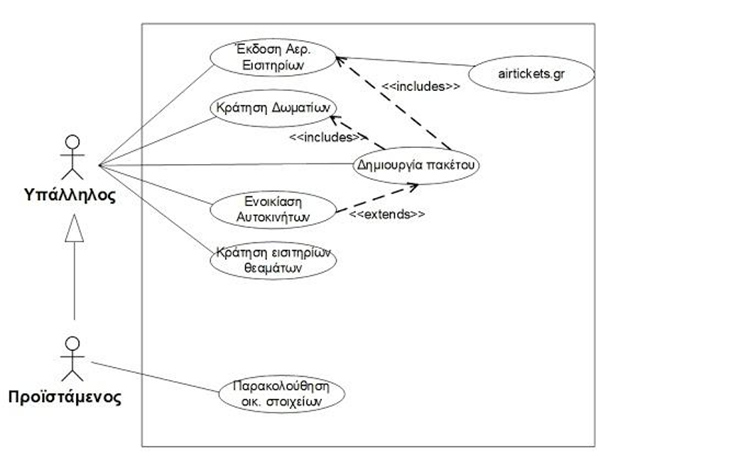 Έκδοση Αερ.
Εισιτηρίων
airtickets.gr
<<includes>>
Κράτηση Δωματίων
<<includes>>
Δημιουργία πακέτου
Υπάλληλος
Ενοικίαση
Αυτοκινήτων
<<extends>>
Κράτηση εισιτηρίων
θεαμάτων
Προϊστάμενος
Παρακολούθηση
οικ. στοιχείων